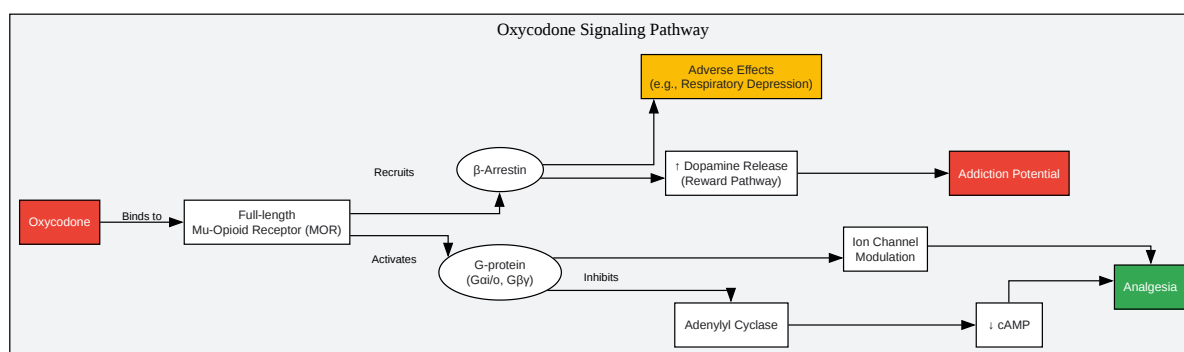 Oxycodone Signaling Pathway
Adverse Effects
(e.g., Respiratory Depression)
Recruits
β-Arrestin
↑ Dopamine Release
(Reward Pathway)
Addiction Potential
Oxycodone
Binds to
Full-length
Mu-Opioid Receptor (MOR)
Activates
G-protein
(Gαi/o, Gβγ)
Inhibits
Ion Channel
Modulation
Analgesia
Adenylyl Cyclase
↓ cAMP